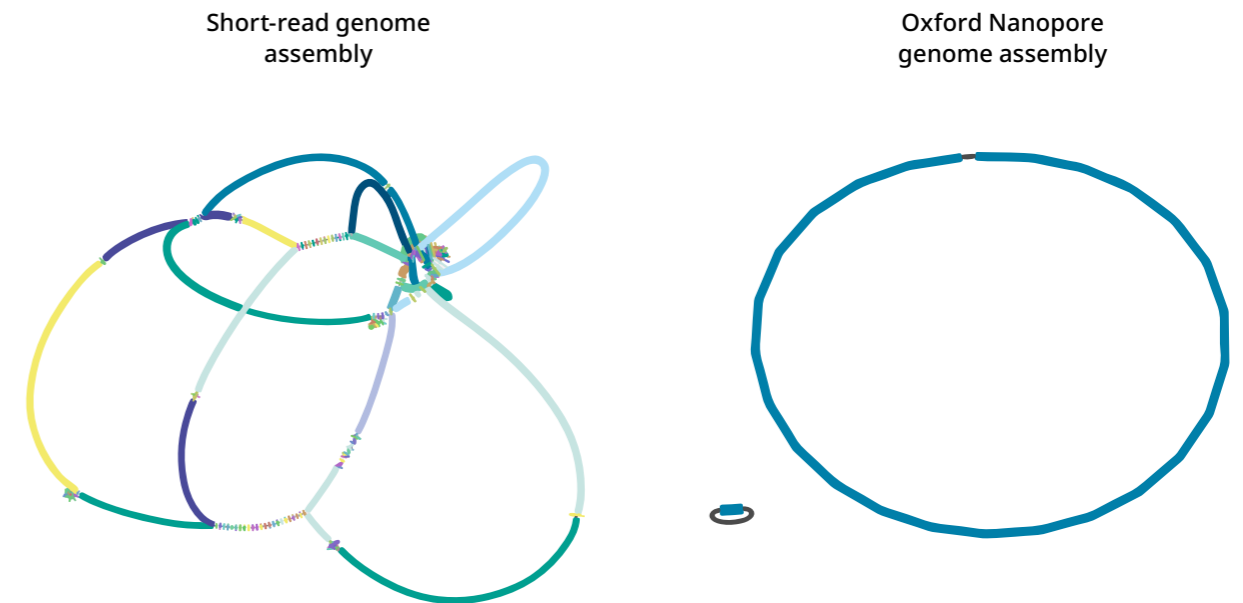 Short-read genome
assembly
Oxford Nanopore
genome assembly